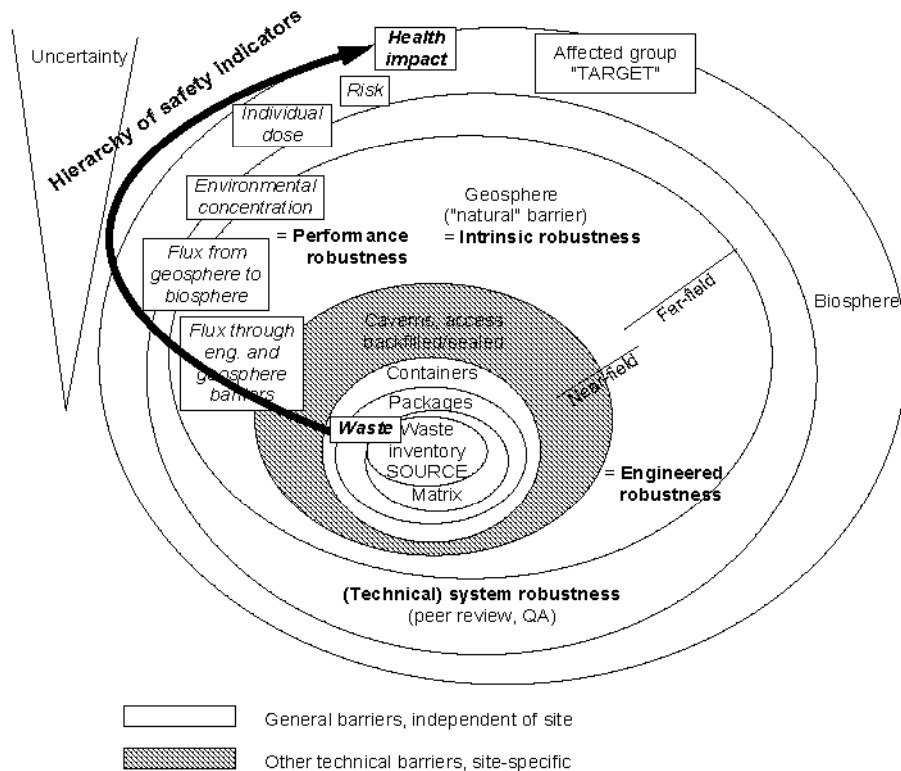 Uncertainty
Hierarchy of safety indicators
Health
impact
Affected group
"TARGET"
Risk
Individual
dose
Environmental
concentration
Geosphere
("natural" barrier)
= Intrinsic robustness
= Performance
robustness
Flux from
geosphere to
biosphere
Far-field
Biosphere
Flux through
eng. and
geosphere
barriers
Caverns, access
backfilled/sealed
Near-field
Containers
Packages
Waste
Waste
inventory
SOURCE
Matrix
= Engineered
robustness
(Technical) system robustness
(peer review, QA)
General barriers, independent of site
Other technical barriers, site-specific